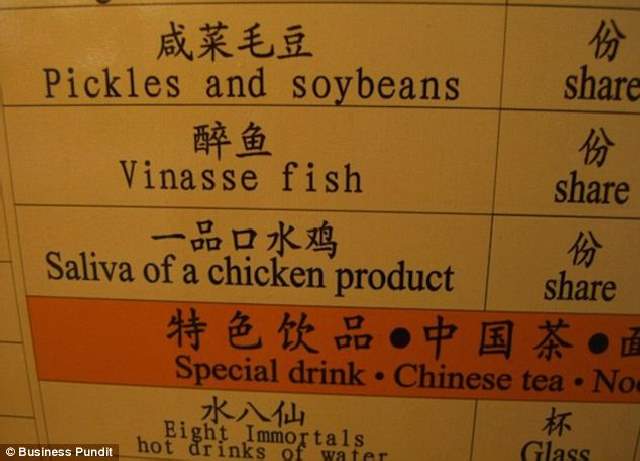 咸菜毛豆 份
Pickles and soybeans share
醉鱼 份
Vinasse fish share
一品口水鸡 份
Saliva of a chicken product share
特色饮品●中国茶●面
Special drink • Chinese tea •
水八仙 杯
Eight Immortals
hot drinks of water Glass
© Business Pundit